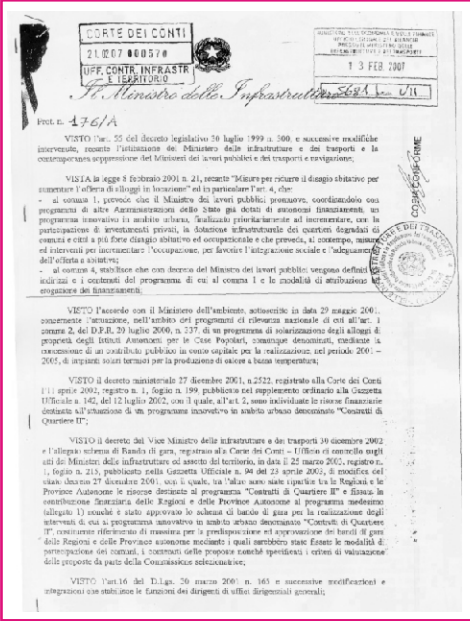 CORTE DEI CONTI
21.0207 000570
UFF. CONTR. INFRASTR
E TERRITORIO
13 FEB. 2007
Il Ministro delle Infrastrutture
Prot. n. 176/A
VISTO l'art. 55 del decreto legislativo 30 luglio 1999 n. 300, e successive modifiche
intervenute, recante l'istituzione del Ministero delle infrastrutture e dei trasporti e la
contemporanea soppressione dei Ministeri dei lavori pubblici e dei trasporti e navigazione;
VISTA la legge 8 febbraio 2001 n. 21, recante "Misure per ridurre il disagio abitativo per
aumentare l'offerta di alloggi in locazione" ed in particolare l'art. 4, che:
- al comma 1, prevede che il Ministero dei lavori pubblici promuove, coordinandolo con
programmi di altre Amministrazioni dello Stato già dotati di autonomi finanziamenti, un
programma innovativo in ambito urbano, finalizzato prioritariamente ad incrementare, con la
partecipazione di investimenti privati, la dotazione infrastrutturale dei quartieri degradati di
comuni e città a più forte disagio abitativo ed occupazionale e che preveda, al contempo, misure
ed interventi per incrementare l'occupazione, per favorire l'integrazione sociale e l'adeguamento
dell'offerta abitativa;
- al comma 4, stabilisce che con decreto del Ministro dei lavori pubblici vengono definiti
indirizzi e i contenuti del programma di cui al comma 1 e le modalità di attribuzione
erogazione dei finanziamenti;
COPIA CONFORME
VISTO l'accordo con il Ministero dell'ambiente, sottoscritto in data 29 maggio 2001,
concernente l'attuazione, nell'ambito dei programmi di rilevanza nazionale di cui all'art. 1
comma 2, del D.P.R. 20 luglio 2000, n. 337, di un programma di solarizzazione degli alloggi di
proprietà degli Istituti Autonomi per le Case Popolari, comunque denominati, mediante la
concessione di un contributo pubblico in conto capitale per la realizzazione, nel periodo 2001 –
2005, di impianti solari termici per la produzione di calore a bassa temperatura;
VISTO il decreto ministeriale 27 dicembre 2001, n.2522, registrato alla Corte dei Conti
l'11 aprile 2002, registro n. 1, foglio n. 199, pubblicato nel supplemento ordinario alla Gazzetta
Ufficiale n. 142, del 12 luglio 2002, con il quale, all'art. 2, sono individuate le risorse finanziarie
destinate all'attuazione di un programma innovativo in ambito urbano denominato "Contratti di
Quartiere II";
VISTO il decreto del Vice Ministro delle infrastrutture e dei trasporti 30 dicembre 2002
e l'allegato schema di Bando di gara, registrato alla Corte dei Conti – Ufficio di controllo sugli
atti dei Ministeri delle infrastrutture ed assetto del territorio, in data il 25 marzo 2003, registro n.
1, foglio n. 215, pubblicato nella Gazzetta Ufficiale n. 94 del 23 aprile 2003, di modifica del
citato decreto 27 dicembre 2001, con il quale, tra l'altro sono state ripartite tra le Regioni e le
Province Autonome le risorse destinate al programma "Contratti di Quartiere II" e fissata la
contribuzione finanziaria delle Regioni e delle Province Autonome al programma medesimo
(allegato 1) nonché è stato approvato lo schema di bando di gara per la realizzazione degli
interventi di cui al programma innovativo in ambito urbano denominato "Contratti di Quartiere
II", costituente riferimento di massima per la predisposizione ed approvazione dei bandi di gara
delle Regioni e delle Province autonome mediante i quali sarebbero state fissate le modalità di
partecipazione dei comuni, i contenuti delle proposte nonché specificati i criteri di valutazione
delle proposte da parte della Commissione selezionatrice;
VISTO l'art.16 del D.Lgs. 30 marzo 2001 n. 165 e successive modificazioni e
integrazioni che stabilisce le funzioni dei dirigenti di uffici dirigenziali generali;